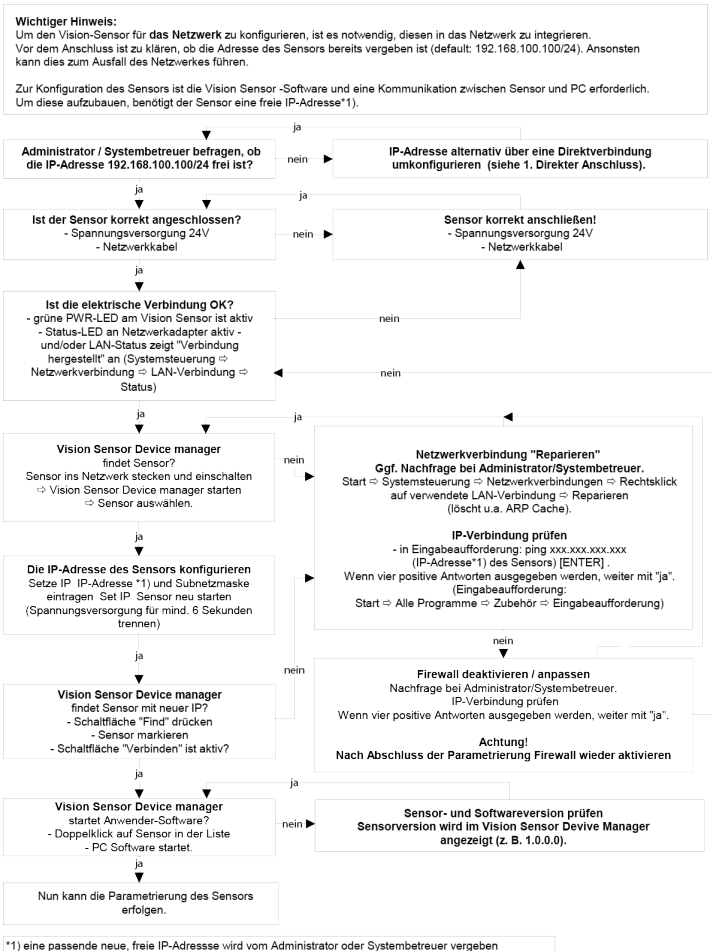 Wichtiger Hinweis:
Um den Vision-Sensor für das Netzwerk zu konfigurieren, ist es notwendig, diesen in das Netzwerk zu integrieren.
Vor dem Anschluss ist zu klären, ob die Adresse des Sensors bereits vergeben ist (default: 192.168.100.100/24). Ansonsten
kann dies zum Ausfall des Netzwerkes führen.
Zur Konfiguration des Sensors ist die Vision Sensor -Software und eine Kommunikation zwischen Sensor und PC erforderlich.
Um diese aufzubauen, benötigt der Sensor eine freie IP-Adresse*1).
ja
Administrator / Systembetreuer befragen, ob
die IP-Adresse 192.168.100.100/24 frei ist?
nein
IP-Adresse alternativ über eine Direktverbindung
umkonfigurieren (siehe 1. Direkter Anschluss).
ja
ja
Ist der Sensor korrekt angeschlossen?
- Spannungsversorgung 24V
- Netzwerkkabel
nein
Sensor korrekt anschließen!
- Spannungsversorgung 24V
- Netzwerkkabel
ja
Ist die elektrische Verbindung OK?
- grüne PWR-LED am Vision Sensor ist aktiv
- Status-LED an Netzwerkadapter aktiv -
und/oder LAN-Status zeigt "Verbindung
hergestellt" an (Systemsteuerung ⇨
Netzwerkverbindung ⇨ LAN-Verbindung ⇨
Status)
nein
nein
ja
ja
Vision Sensor Device manager
findet Sensor?
Sensor ins Netzwerk stecken und einschalten
⇨ Vision Sensor Device manager starten
⇨ Sensor auswählen.
nein
Netzwerkverbindung "Reparieren"
Ggf. Nachfrage bei Administrator/Systembetreuer.
Start ⇨ Systemsteuerung ⇨ Netzwerkverbindungen ⇨ Rechtsklick
auf verwendete LAN-Verbindung ⇨ Reparieren
(löscht u.a. ARP Cache).
IP-Verbindung prüfen
- in Eingabeaufforderung: ping xxx.xxx.xxx.xxx
(IP-Adresse*1) des Sensors) [ENTER] .
Wenn vier positive Antworten ausgegeben werden, weiter mit "ja".
(Eingabeaufforderung:
Start ⇨ Alle Programme ⇨ Zubehör ⇨ Eingabeaufforderung)
ja
Die IP-Adresse des Sensors konfigurieren
Setze IP IP-Adresse *1) und Subnetzmaske
eintragen Set IP Sensor neu starten
(Spannungsversorgung für mind. 6 Sekunden
trennen)
nein
ja
nein
Firewall deaktivieren / anpassen
Nachfrage bei Administrator/Systembetreuer.
IP-Verbindung prüfen
Wenn vier positive Antworten ausgegeben werden, weiter mit "ja".
Achtung!
Nach Abschluss der Parametrierung Firewall wieder aktivieren
Vision Sensor Device manager
findet Sensor mit neuer IP?
- Schaltfläche "Find" drücken
- Sensor markieren
- Schaltfläche "Verbinden" ist aktiv?
ja
ja
Vision Sensor Device manager
startet Anwender-Software?
- Doppelklick auf Sensor in der Liste
- PC Software startet.
nein
Sensor- und Softwareversion prüfen
Sensorversion wird im Vision Sensor Devive Manager
angezeigt (z. B. 1.0.0.0).
ja
Nun kann die Parametrierung des Sensors
erfolgen.
*1) eine passende neue, freie IP-Adressse wird vom Administrator oder Systembetreuer vergeben